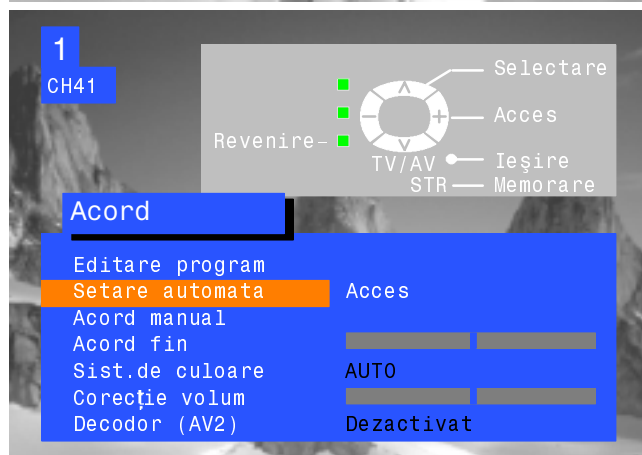 1
CH41
Selectare
Acces
Revenire
TV/AV Ieşire
STR Memorare
Acord
Editare program
Setare automata Acces
Acord manual
Acord fin
Sist.de culoare AUTO
Corecţie volum
Decodor (AV2) Dezactivat